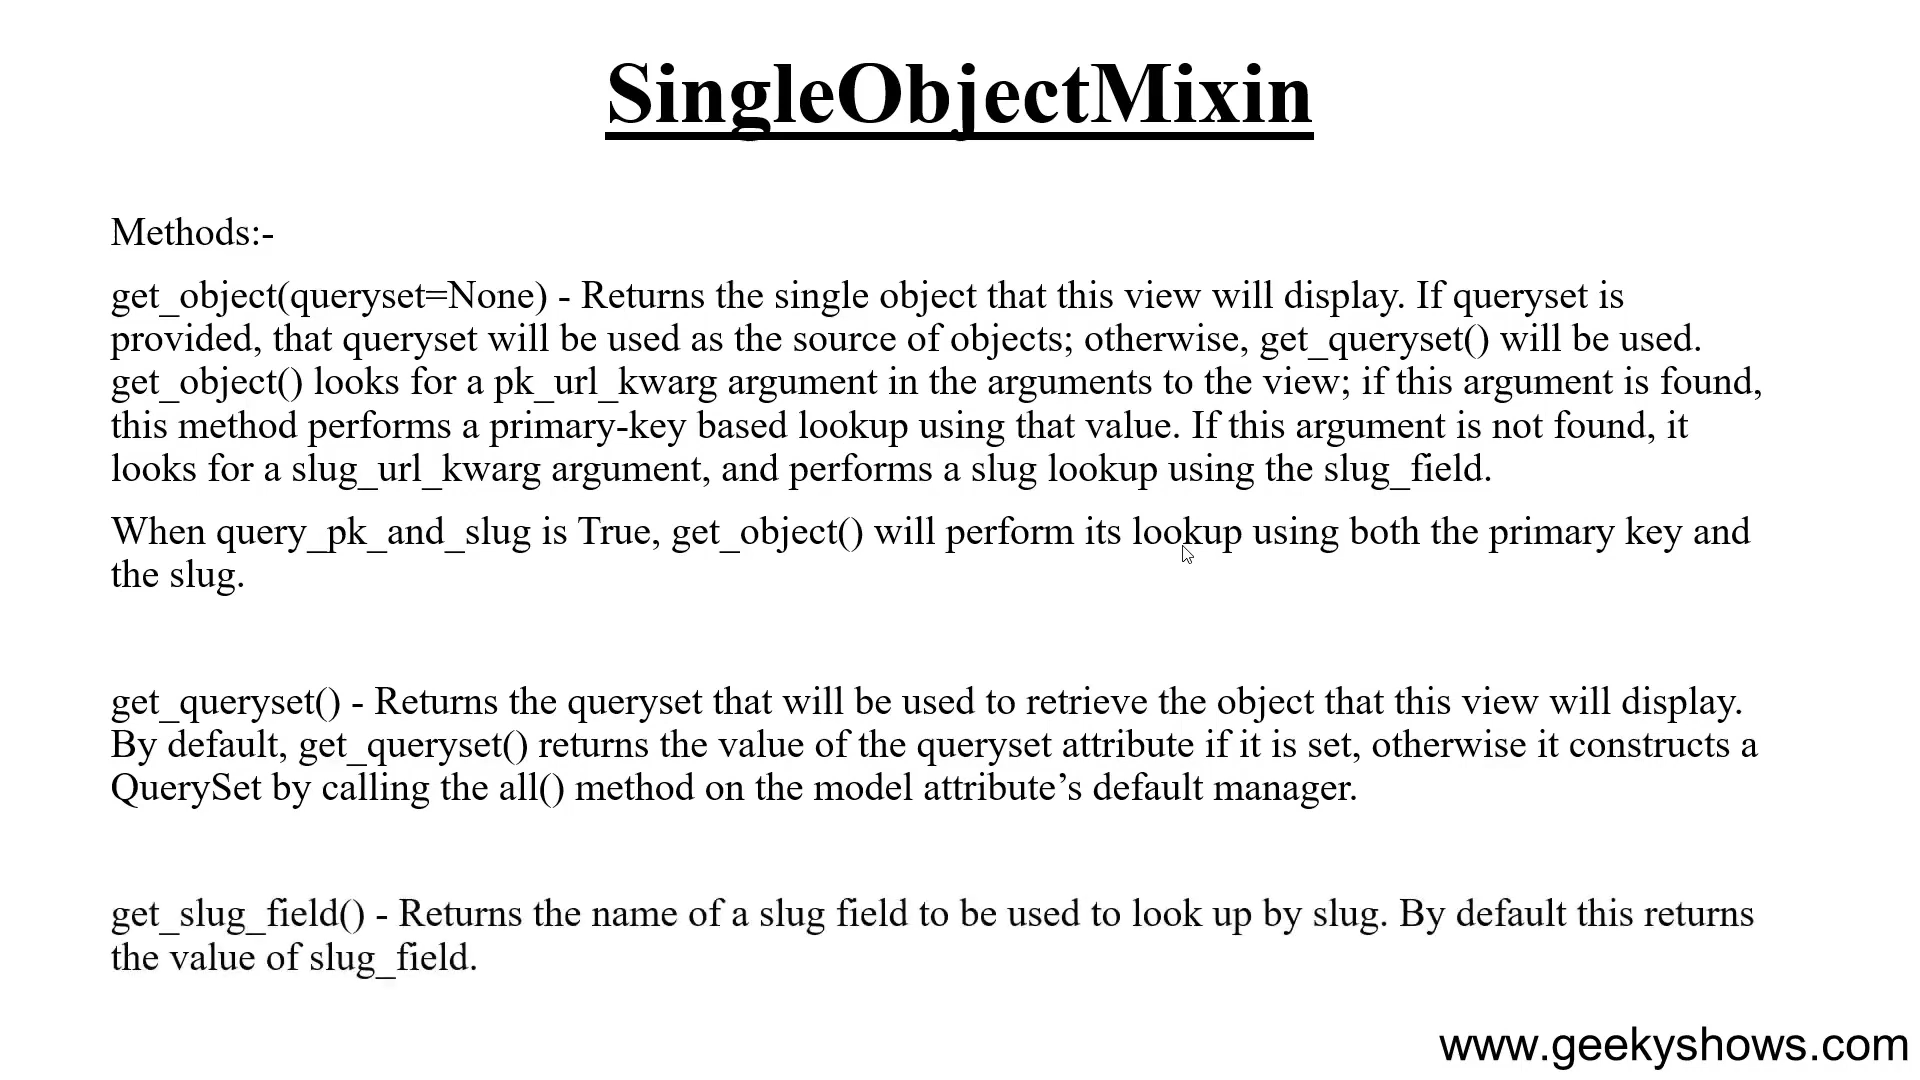 SingleObjectMixin
Methods:-
get_object(queryset=None) - Returns the single object that this view will display. If queryset is
provided, that queryset will be used as the source of objects; otherwise, get_queryset() will be used.
get_object() looks for a pk_url_kwarg argument in the arguments to the view; if this argument is found,
this method performs a primary-key based lookup using that value. If this argument is not found, it
looks for a slug_url_kwarg argument, and performs a slug lookup using the slug_field.
When query_pk_and_slug is True, get_object() will perform its lookup using both the primary key and
the slug.
get_queryset() - Returns the queryset that will be used to retrieve the object that this view will display.
By default, get_queryset() returns the value of the queryset attribute if it is set, otherwise it constructs a
QuerySet by calling the all() method on the model attribute’s default manager.
get_slug_field() - Returns the name of a slug field to be used to look up by slug. By default this returns
the value of slug_field.
www.geekyshows.com